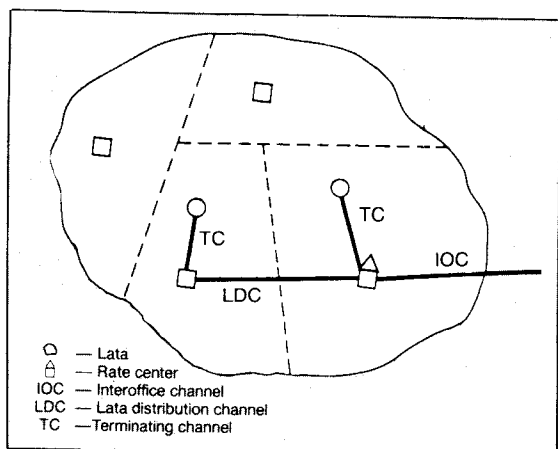 TC
TC
IOC
LDC
— Lata
— Rate center
IOC — Interoffice channel
LDC — Lata distribution channel
TC —Terminating channel